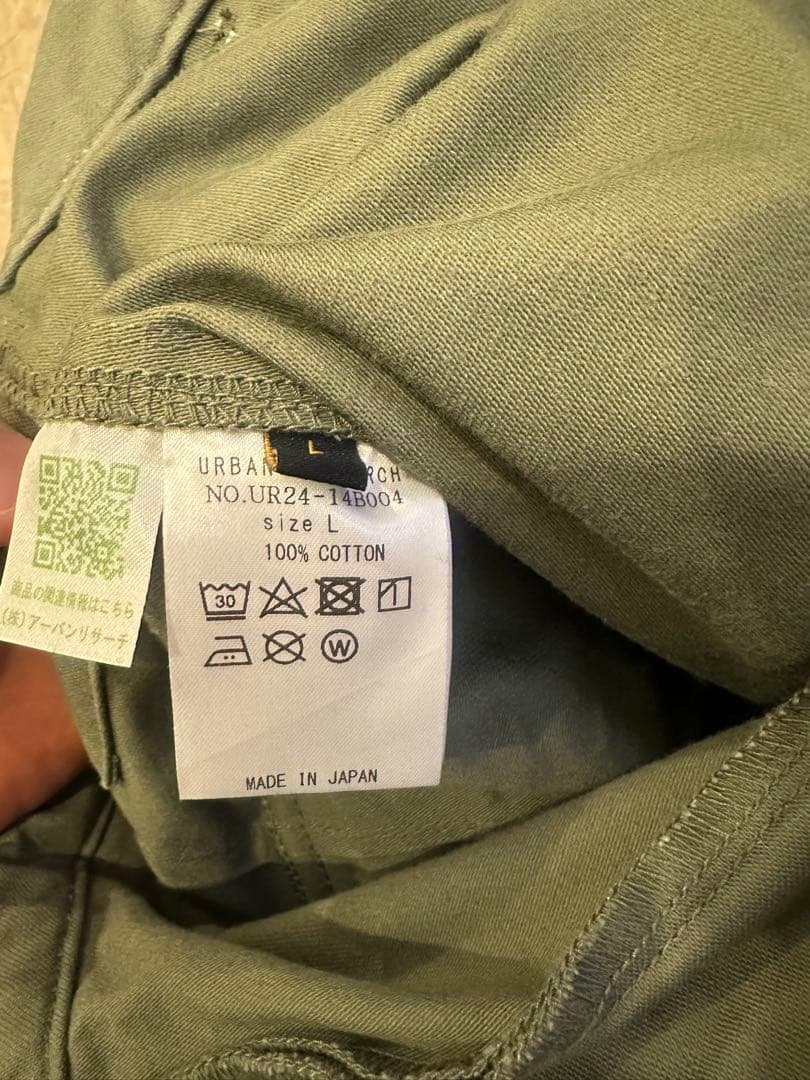 商品の関連情報はこちら
(株)アーバンリサーチ
L
URBAN RCH
NO.UR24-14B004
size L
100% COTTON
30
W
MADE IN JAPAN